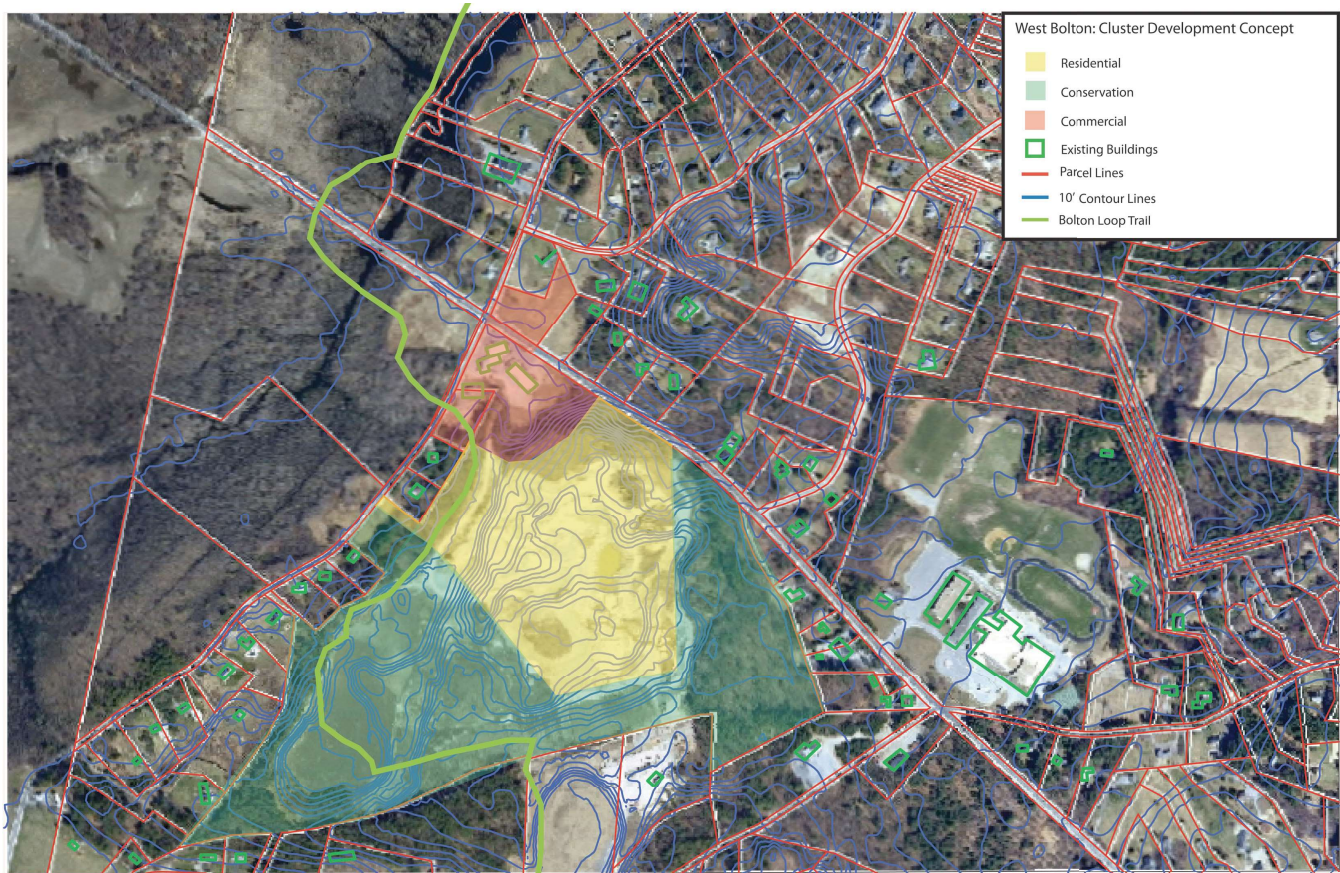 West Bolton: Cluster Development Concept
Residential
Conservation
Commercial
Existing Buildings
Parcel Lines
10' Contour Lines
Bolton Loop Trail